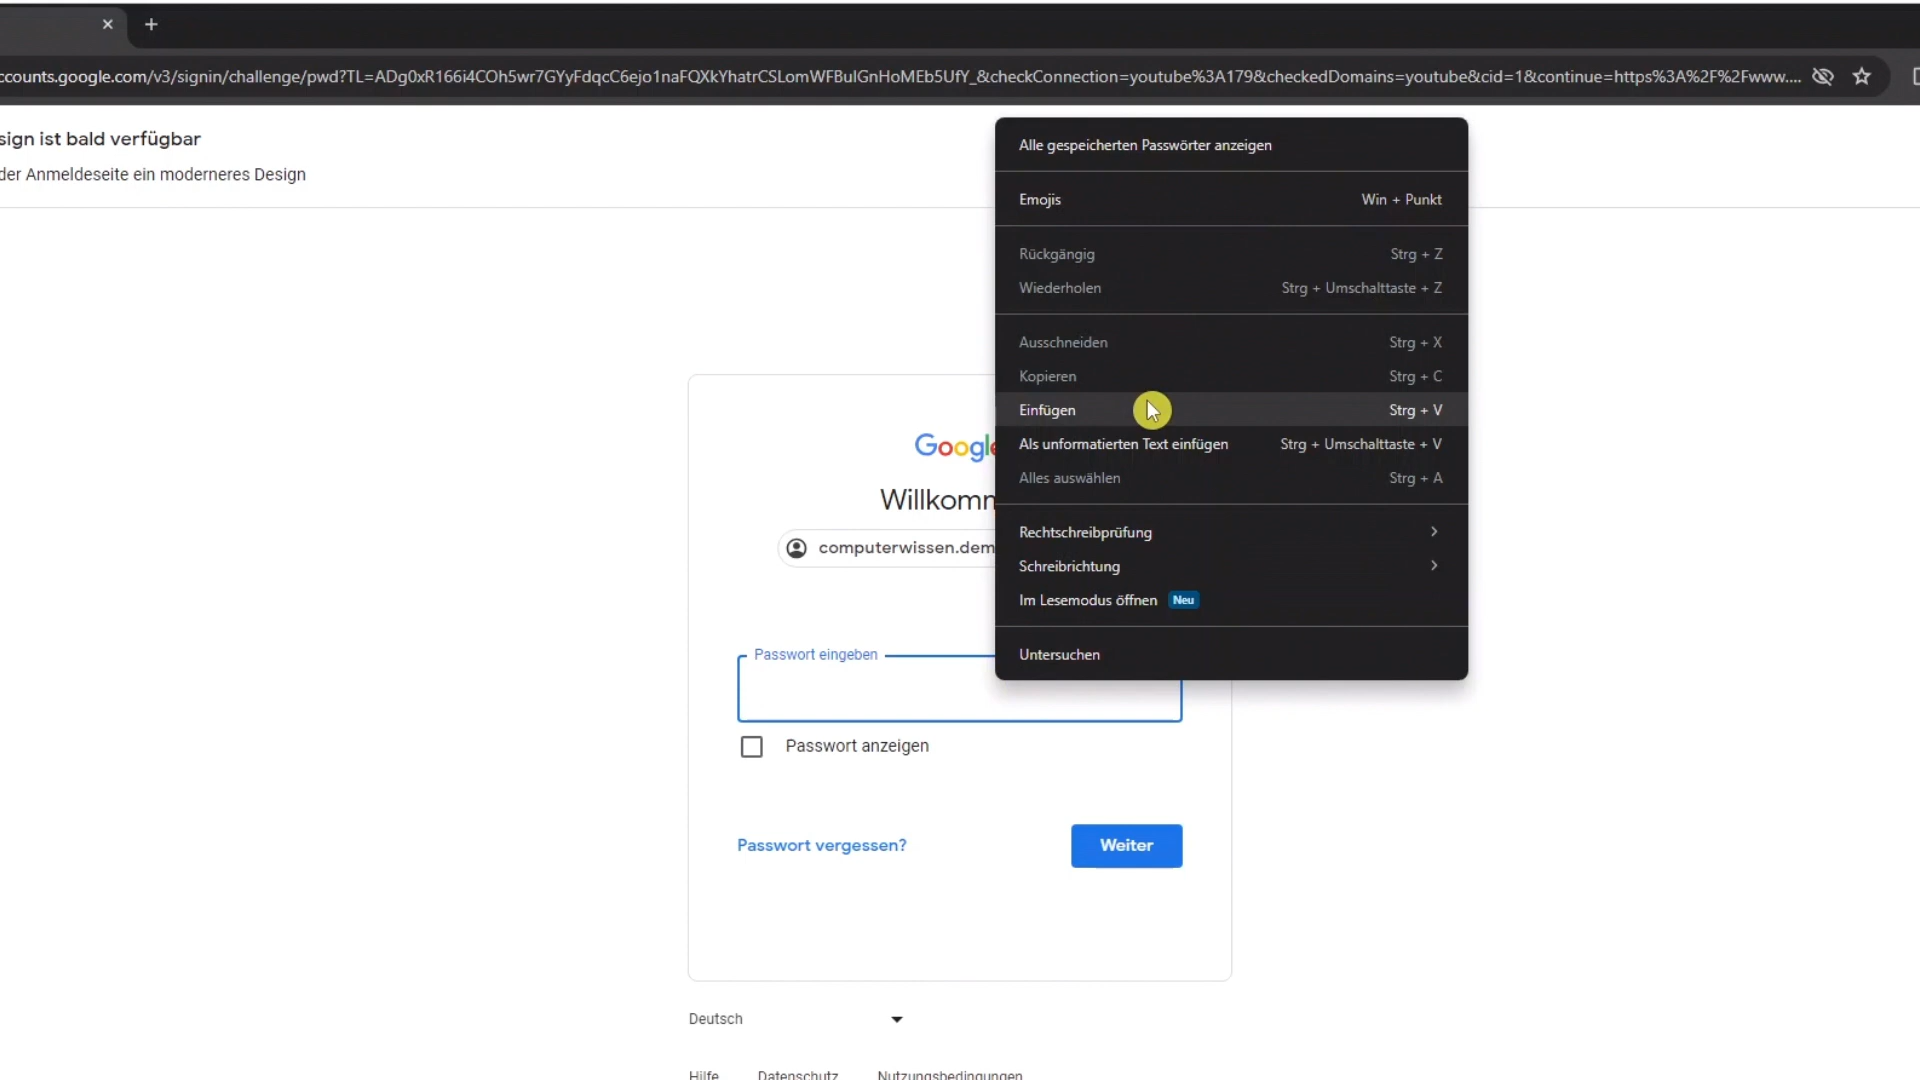 ccounts.google.com/v3/signin/challenge/pwd?TL=ADg0xR166i4COh5wr7GYyFdqcC6ejo1naFQXkYhatrCSLomWFBulGnHoMEb5UfY_&checkConnection=youtube%3A179&checkedDomains=youtube&cid=1&continue=https%3A%2F%2Fwww....
sign ist bald verfügbar
der Anmeldeseite ein moderneres Design
Alle gespeicherten Passwörter anzeigen
Emojis Win + Punkt
Rückgängig Strg + Z
Wiederholen Strg + Umschalttaste + Z
Ausschneiden Strg + X
Kopieren Strg + C
Einfügen Strg + V
Als unformatierten Text einfügen Strg + Umschalttaste + V
Alles auswählen Strg + A
Rechtschreibprüfung
Schreibrichtung
Im Lesemodus öffnen Neu
Untersuchen
Google
Willkomm
computerwissen.dem
Passwort eingeben
Passwort anzeigen
Passwort vergessen? Weiter
Deutsch
Hilfe Datenschutz Nutzungsbedingungen